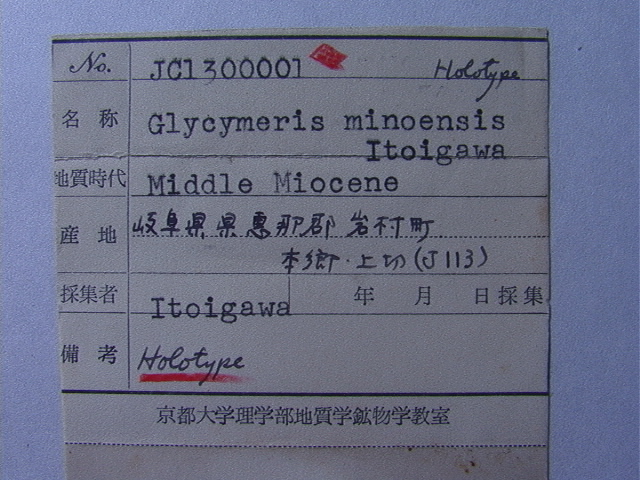 No. JC1300001 Holotype
名称 Glycymeris minoensis
Itoigawa
地質時代 Middle Miocene
産地 岐阜県県恵那郡岩村町
本郷・上切(J113)
採集者 Itoigawa 年 月 日採集
備考 Holotype
京都大学理学部地質学鉱物学教室